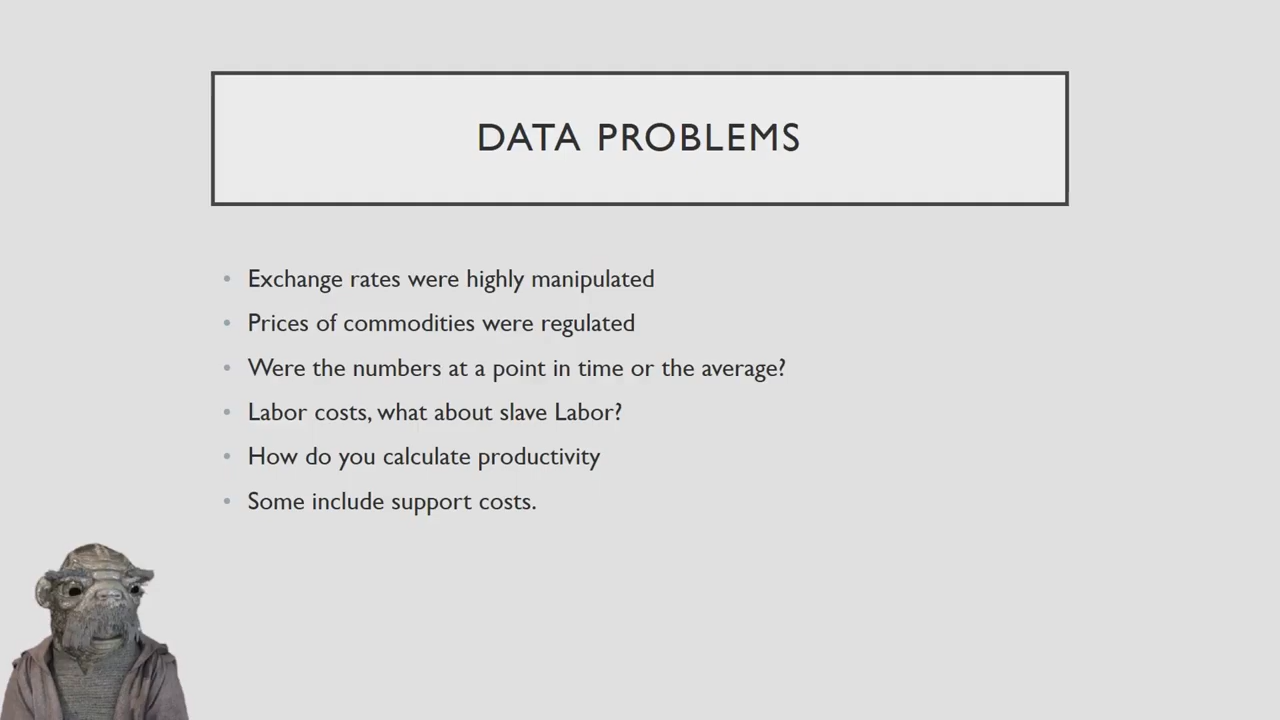 DATA PROBLEMS
• Exchange rates were highly manipulated
• Prices of commodities were regulated
• Were the numbers at a point in time or the average?
• Labor costs, what about slave Labor?
• How do you calculate productivity
• Some include support costs.